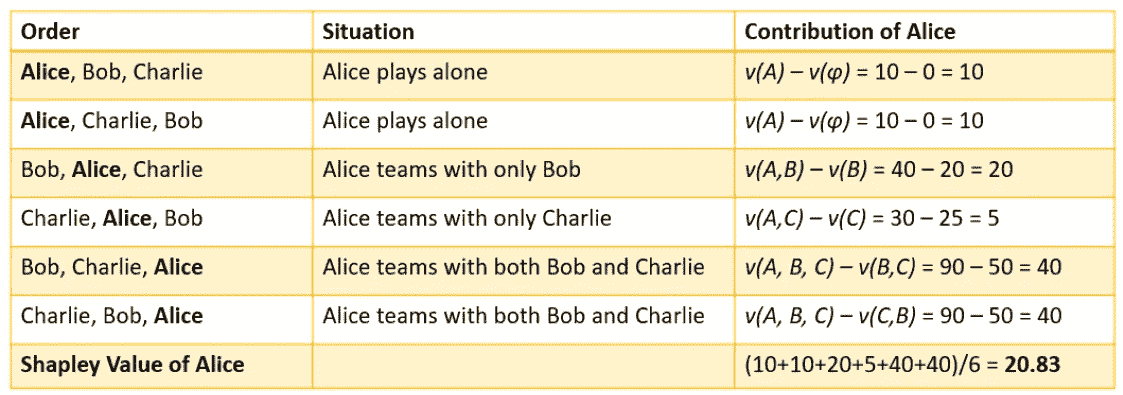 Order Situation Contribution of Alice
Alice, Bob, Charlie Alice plays alone v(A) – v(φ) = 10 – 0 = 10
Alice, Charlie, Bob Alice plays alone v(A) – v(φ) = 10 – 0 = 10
Bob, Alice, Charlie Alice teams with only Bob v(A,B) – v(B) = 40 – 20 = 20
Charlie, Alice, Bob Alice teams with only Charlie v(A,C) – v(C) = 30 – 25 = 5
Bob, Charlie, Alice Alice teams with both Bob and Charlie v(A, B, C) – v(B,C) = 90 – 50 = 40
Charlie, Bob, Alice Alice teams with both Bob and Charlie v(A, B, C) – v(C,B) = 90 – 50 = 40
Shapley Value of Alice (10+10+20+5+40+40)/6 = 20.83